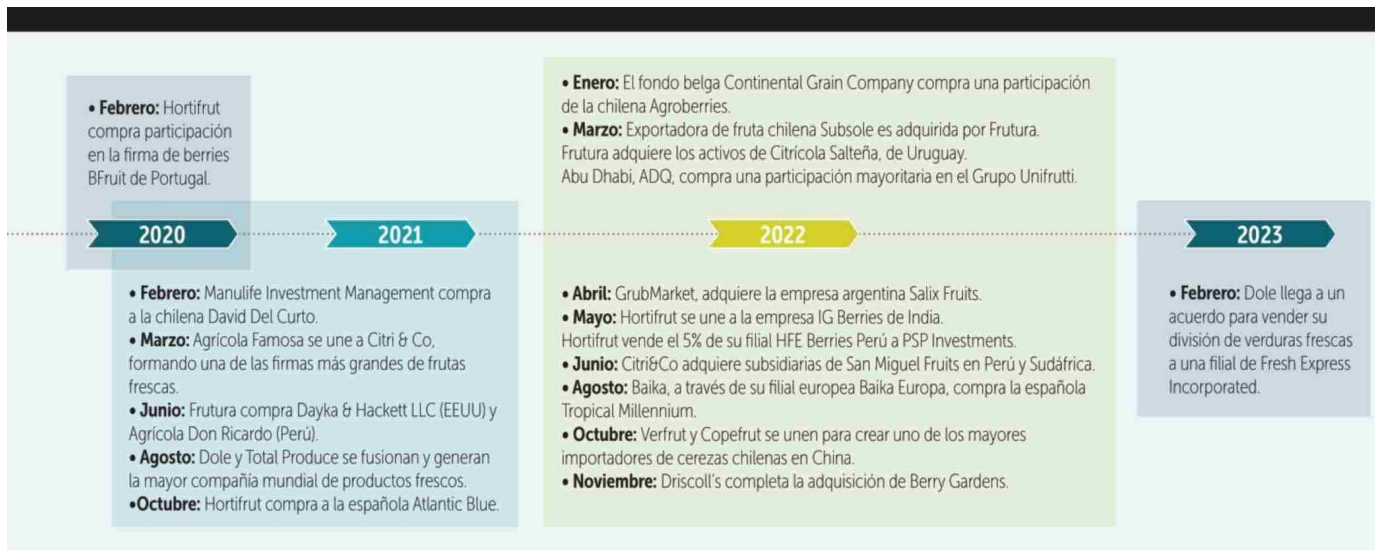 • Febrero: Hortifrut
compra participación
en la firma de berries
BFruit de Portugal.
2020
2021
• Febrero: Manulife Investment Management compra
a la chilena David Del Curto.
• Marzo: Agrícola Famosa se une a Citri & Co,
formando una de las firmas más grandes de frutas
frescas.
• Junio: Frutura compra Dayka & Hackett LLC (EEUU) y
Agrícola Don Ricardo (Perú).
• Agosto: Dole y Total Produce se fusionan y generan
la mayor compañía mundial de productos frescos.
•Octubre: Hortifrut compra a la española Atlantic Blue.
• Enero: El fondo belga Continental Grain Company compra una participación
de la chilena Agroberries.
• Marzo: Exportadora de fruta chilena Subsole es adquirida por Frutura.
Frutura adquiere los activos de Citrícola Salteña, de Uruguay.
Abu Dhabi, ADQ, compra una participación mayoritaria en el Grupo Unifrutti.
2022
• Abril: GrubMarket, adquiere la empresa argentina Salix Fruits.
• Mayo: Hortifrut se une a la empresa IG Berries de India.
Hortifrut vende el 5% de su filial HFE Berries Perú a PSP Investments.
• Junio: Citri&Co adquiere subsidiarias de San Miguel Fruits en Perú y Sudáfrica.
• Agosto: Baika, a través de su filial europea Baika Europa, compra la española
Tropical Millennium.
• Octubre: Verfrut y Copefrut se unen para crear uno de los mayores
importadores de cerezas chilenas en China.
• Noviembre: Driscoll's completa la adquisición de Berry Gardens.
2023
• Febrero: Dole llega a un
acuerdo para vender su
división de verduras frescas
a una filial de Fresh Express
Incorporated.